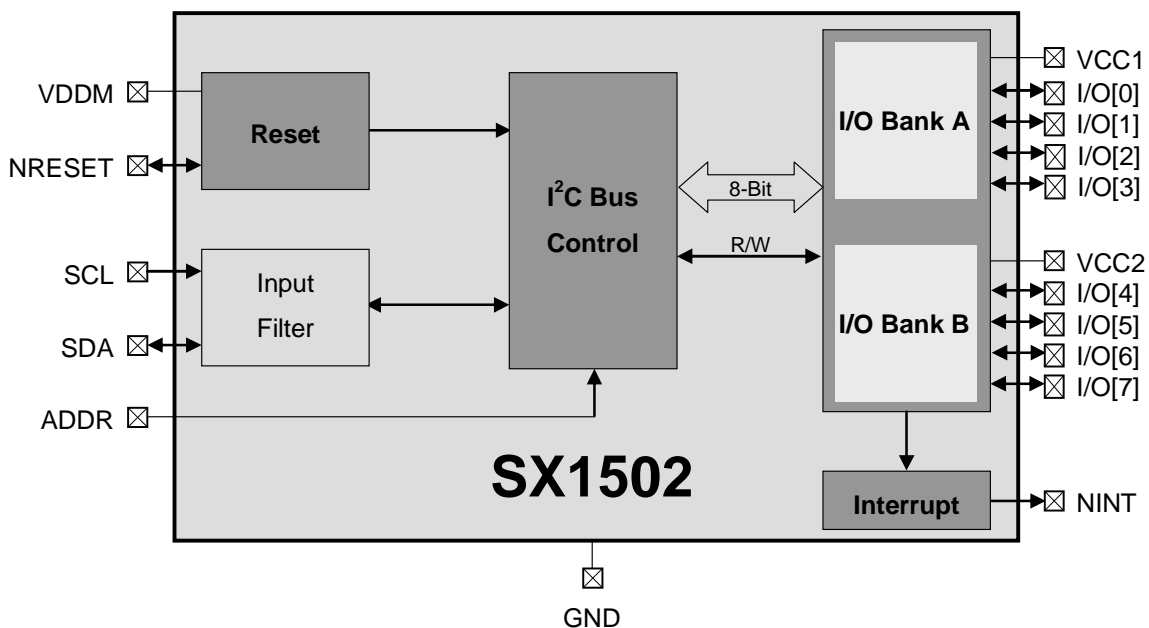 VDDM
NRESET
SCL
SDA
ADDR
Reset
Input
Filter
I²C Bus
Control
8-Bit
R/W
I/O Bank A
I/O Bank B
Interrupt
SX1502
VCC1
I/O[0]
I/O[1]
I/O[2]
I/O[3]
VCC2
I/O[4]
I/O[5]
I/O[6]
I/O[7]
NINT
GND